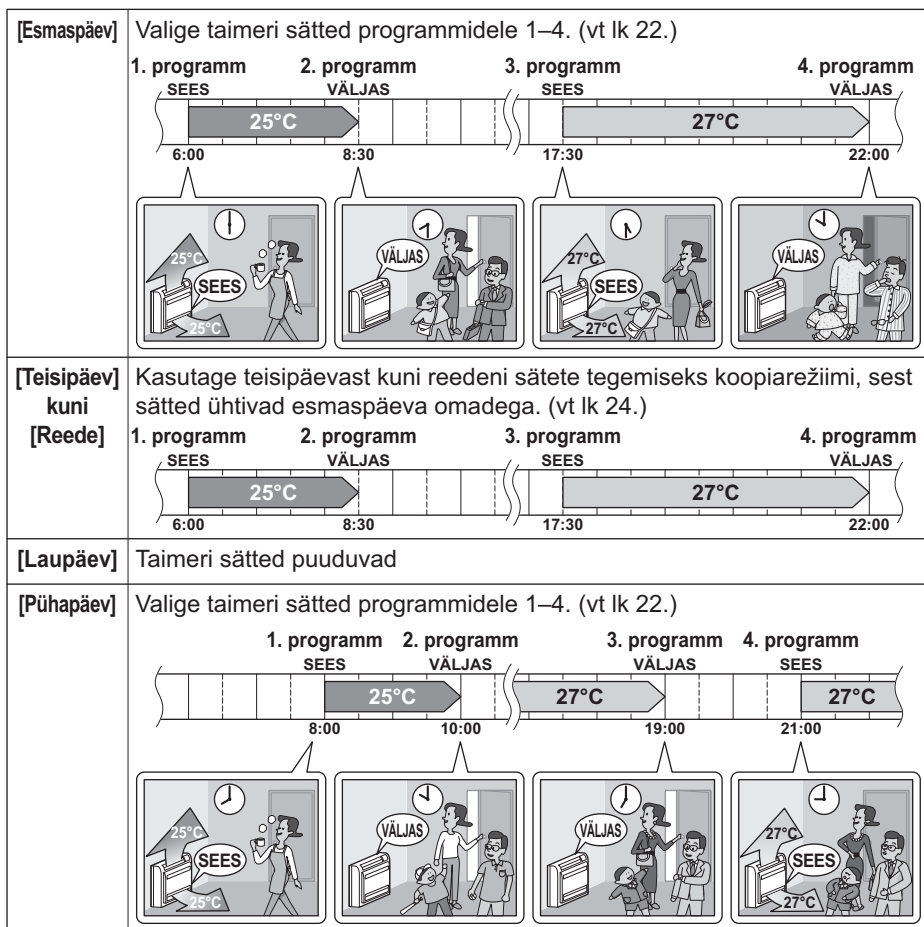 [Esmaspäev]
Valige taimeri sätted programmidele 1–4. (vt lk 22.)
1. programm 2. programm 3. programm 4. programm
SEES VÄLJAS SEES VÄLJAS
25°C 27°C
6:00 8:30 17:30 22:00
25°C
SEES
25°C
VÄLJAS
27°C
SEES
27°C
VÄLJAS
[Teisipäev]
kuni
[Reede]
Kasutage teisipäevast kuni reedeni sätete tegemiseks koopiarežiimi, sest
sätted ühtivad esmaspäeva omadega. (vt lk 24.)
1. programm 2. programm 3. programm 4. programm
SEES VÄLJAS SEES VÄLJAS
25°C 27°C
6:00 8:30 17:30 22:00
[Laupäev]
Taimeri sätted puuduvad
[Pühapäev]
Valige taimeri sätted programmidele 1–4. (vt lk 22.)
1. programm 2. programm 3. programm 4. programm
SEES VÄLJAS VÄLJAS SEES
25°C 27°C 27°C
8:00 10:00 19:00 21:00
25°C
SEES
25°C
VÄLJAS
VÄLJAS
27°C
SEES
27°C